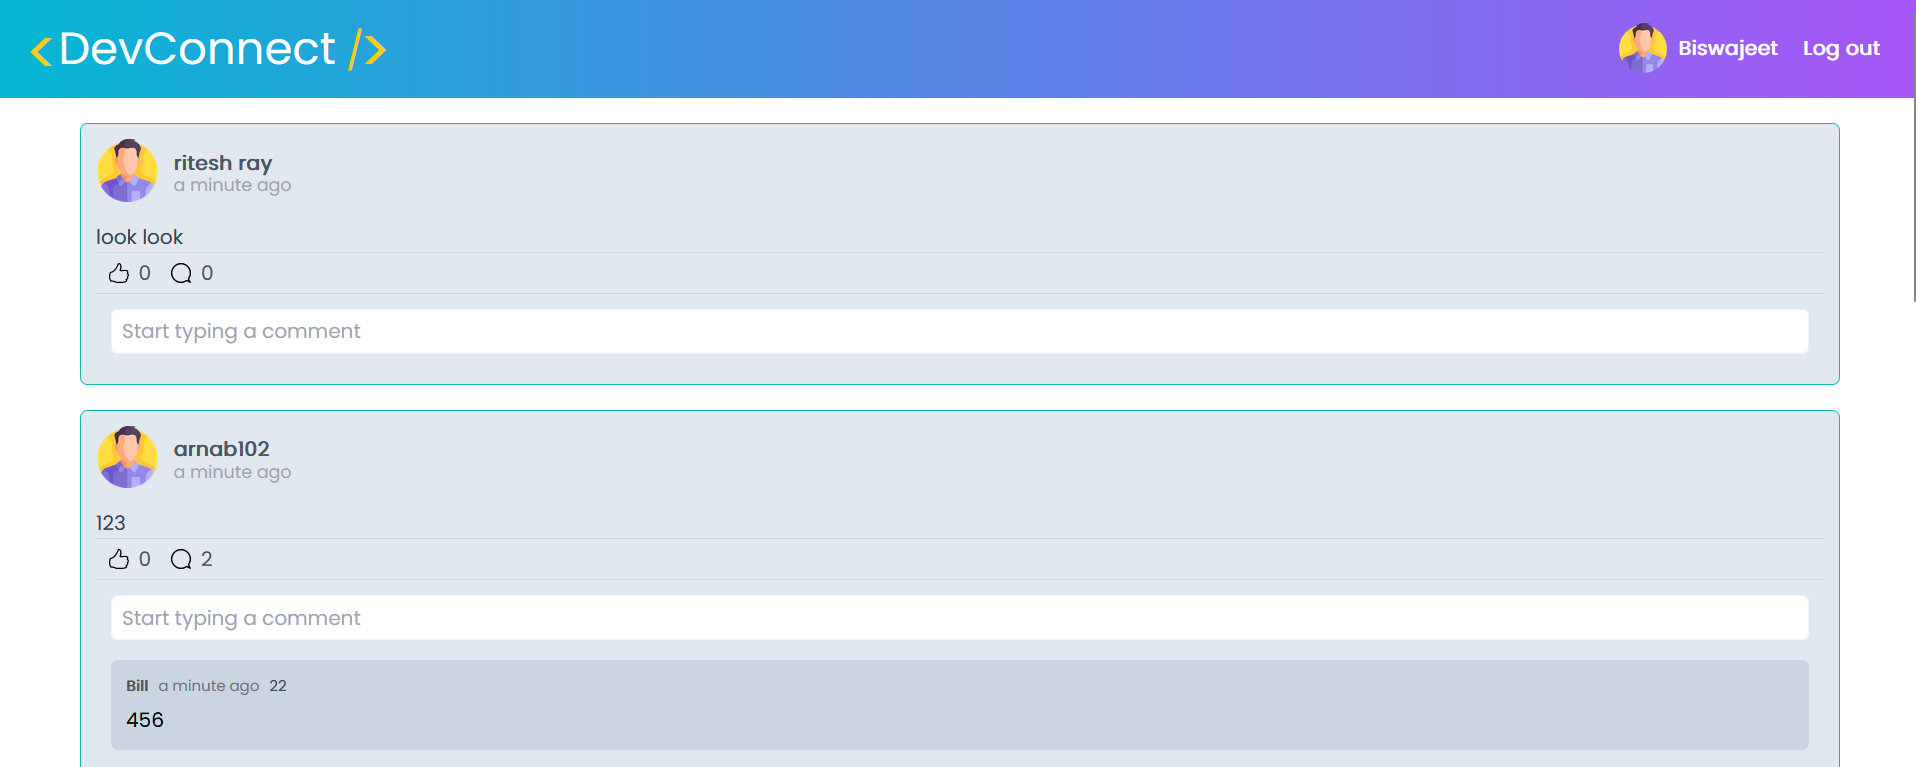 <DevConnect />
Biswajeet Log out
ritesh ray
a minute ago
look look
0 0
Start typing a comment
arnab102
a minute ago
123
0 2
Start typing a comment
Bill a minute ago 22
456